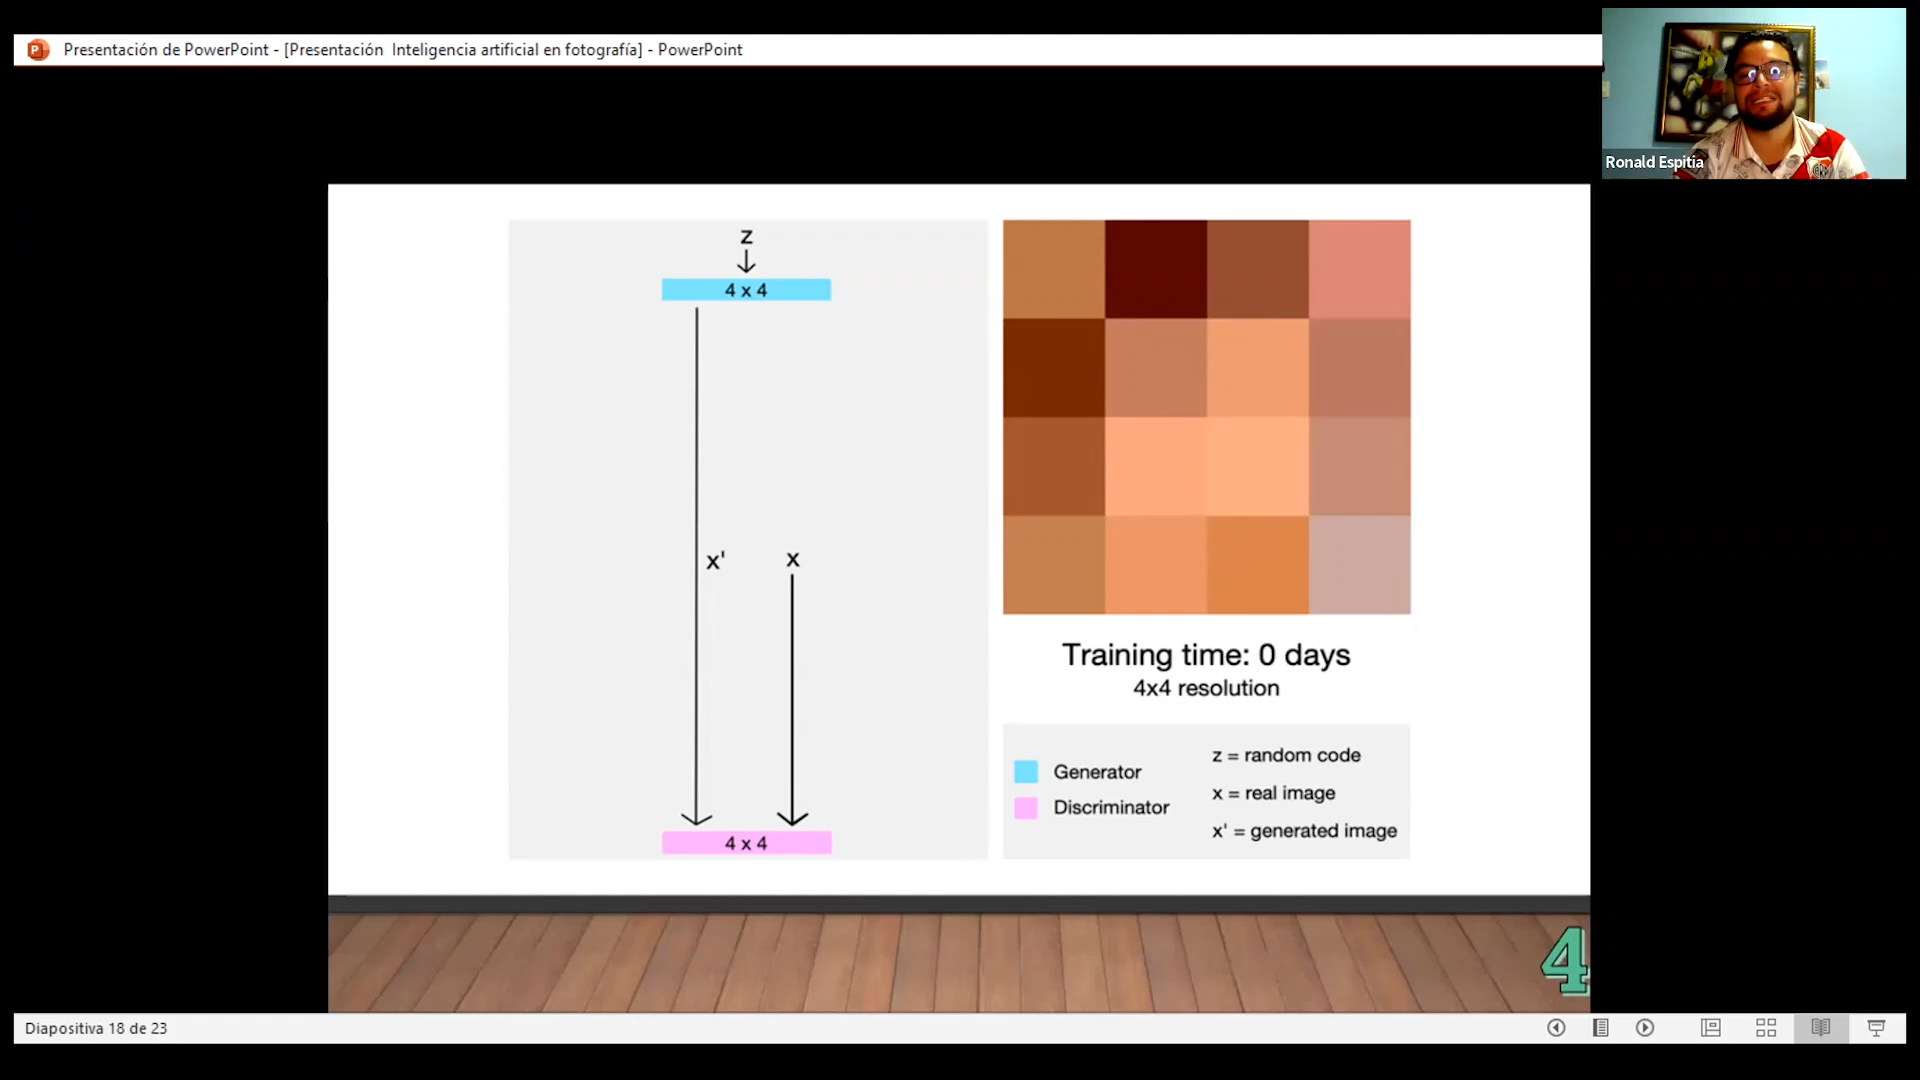 Presentación de PowerPoint - [Presentación  Inteligencia artificial en fotografía] - PowerPoint
Ronald Espitia
z
4 x 4
x'
x
4 x 4
Training time: 0 days
4x4 resolution
Generator
Discriminator
z = random code
x = real image
x' = generated image
4
Diapositiva 18 de 23